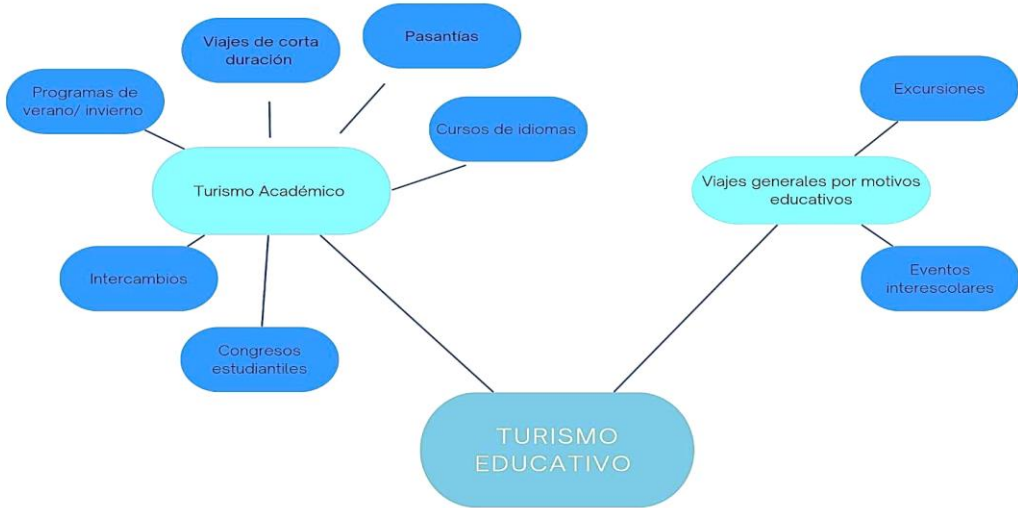 Viajes de corta
duración
Pasantías
Programas de
verano/ invierno
Cursos de idiomas
Excursiones
Turismo Académico
Viajes generales por motivos
educativos
Intercambios
Eventos
interescolares
Congresos
estudiantiles
TURISMO
EDUCATIVO